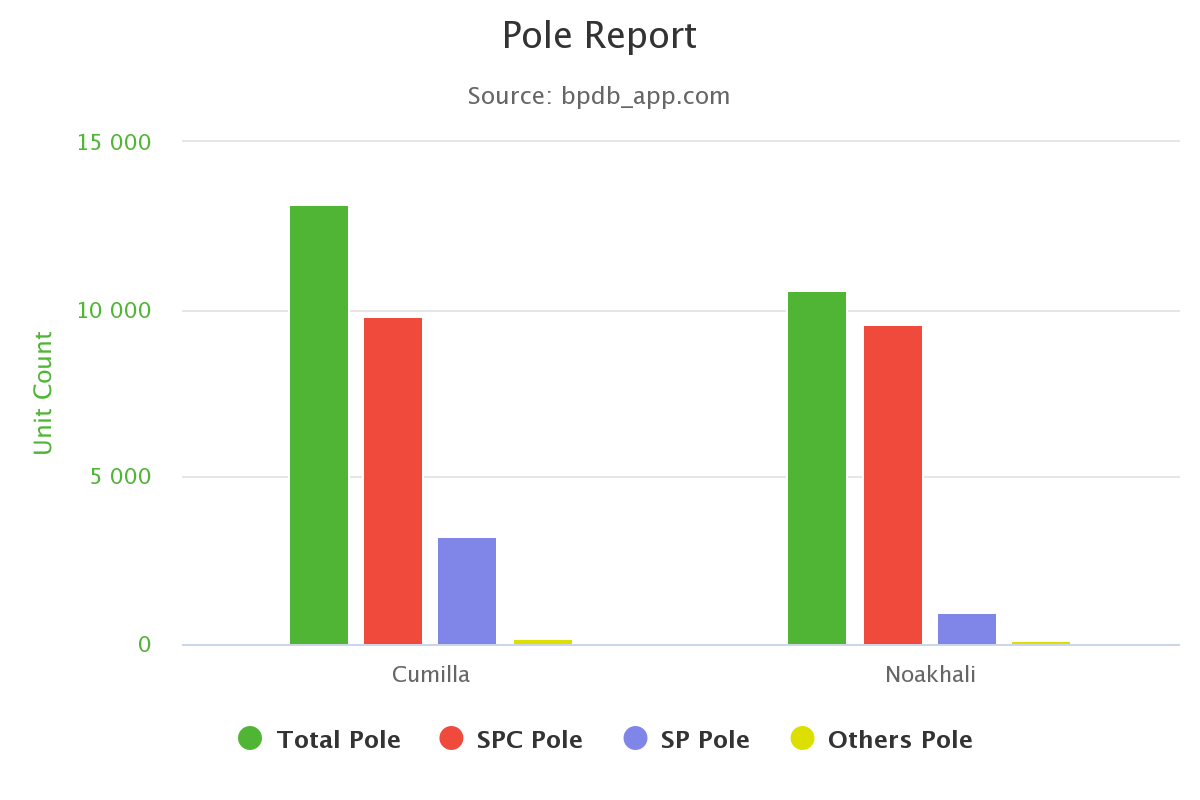 Pole Report
Source: bpdb_app.com
Unit Count
15 000
10 000
5 000
0
Cumilla
Noakhali
Total Pole
SPC Pole
SP Pole
Others Pole